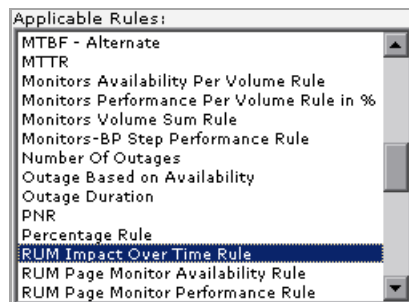 Applicable Rules:
MTBF - Alternate
MTTR
Monitors Availability Per Volume Rule
Monitors Performance Per Volume Rule in %
Monitors Volume Sum Rule
Monitors-BP Step Performance Rule
Number Of Outages
Outage Based on Availability
Outage Duration
PNR
Percentage Rule
RUM Impact Over Time Rule
RUM Page Monitor Availability Rule
RUM Page Monitor Performance Rule